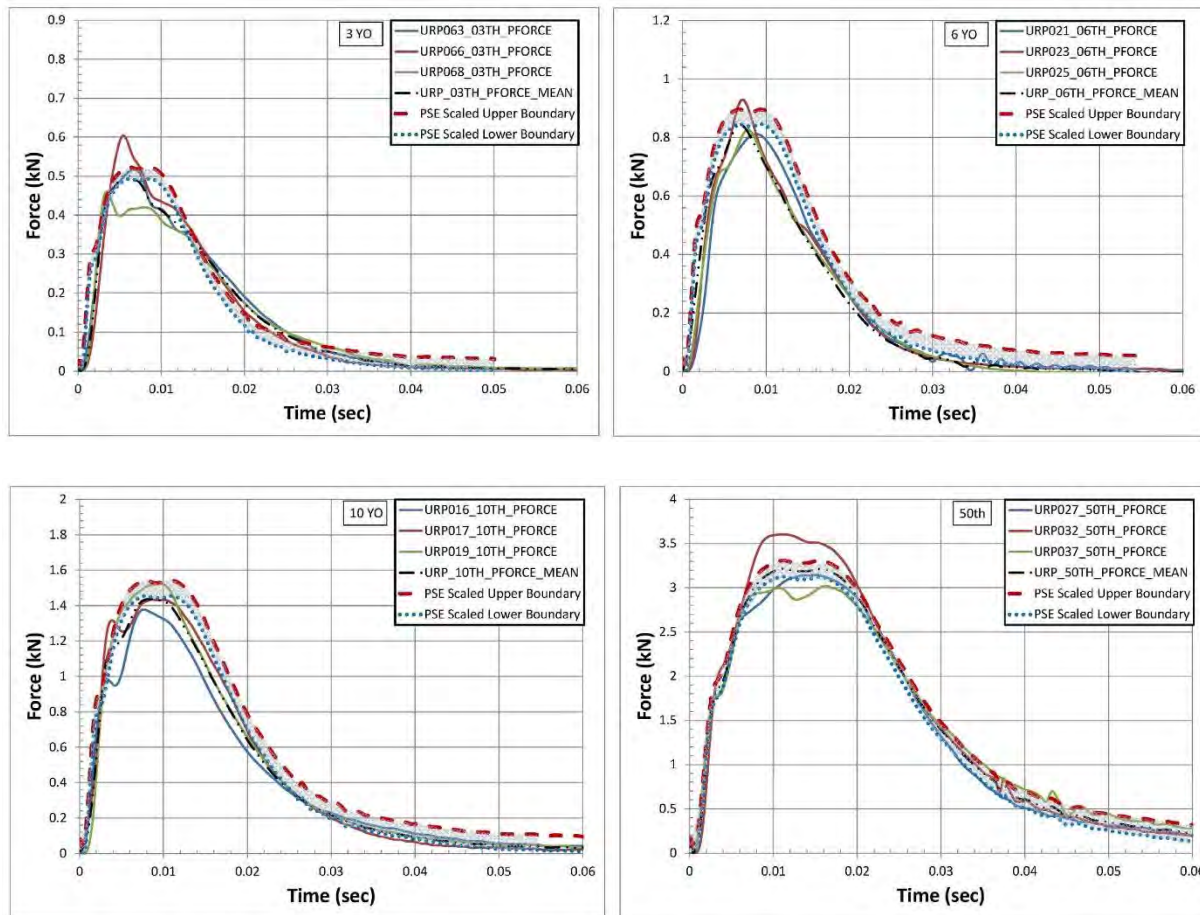 0.9
0.8
0.7
0.6
0.5
0.4
0.3
0.2
0.1
0
Force (kN)
3 YO
URP063_03TH_PFORCE
URP066_03TH_PFORCE
URP068_03TH_PFORCE
URP_03TH_PFORCE_MEAN
PSE Scaled Upper Boundary
PSE Scaled Lower Boundary
0 0.01 0.02 0.03 0.04 0.05 0.06
Time (sec)
1.2
1
0.8
0.6
0.4
0.2
0
Force (kN)
6 YO
URP021_06TH_PFORCE
URP023_06TH_PFORCE
URP025_06TH_PFORCE
URP_06TH_PFORCE_MEAN
PSE Scaled Upper Boundary
PSE Scaled Lower Boundary
0 0.01 0.02 0.03 0.04 0.05 0.06
Time (sec)
2
1.8
1.6
1.4
1.2
1
0.8
0.6
0.4
0.2
0
Force (kN)
10 YO
URP016_10TH_PFORCE
URP017_10TH_PFORCE
URP019_10TH_PFORCE
URP_10TH_PFORCE_MEAN
PSE Scaled Upper Boundary
PSE Scaled Lower Boundary
0 0.01 0.02 0.03 0.04 0.05 0.06
Time (sec)
4
3.5
3
2.5
2
1.5
1
0.5
0
Force (kN)
50th
URP027_50TH_PFORCE
URP032_50TH_PFORCE
URP037_50TH_PFORCE
URP_50TH_PFORCE_MEAN
PSE Scaled Upper Boundary
PSE Scaled Lower Boundary
0 0.01 0.02 0.03 0.04 0.05 0.06
Time (sec)